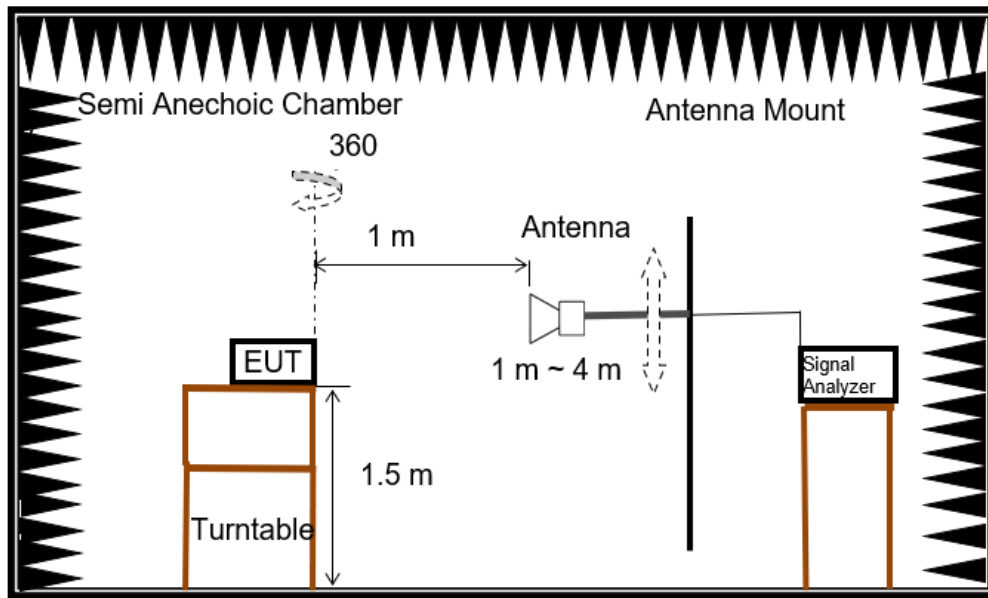 Semi Anechoic Chamber
Antenna Mount
360
1 m
Antenna
EUT
1 m ~ 4 m
Signal
Analyzer
1.5 m
Turntable